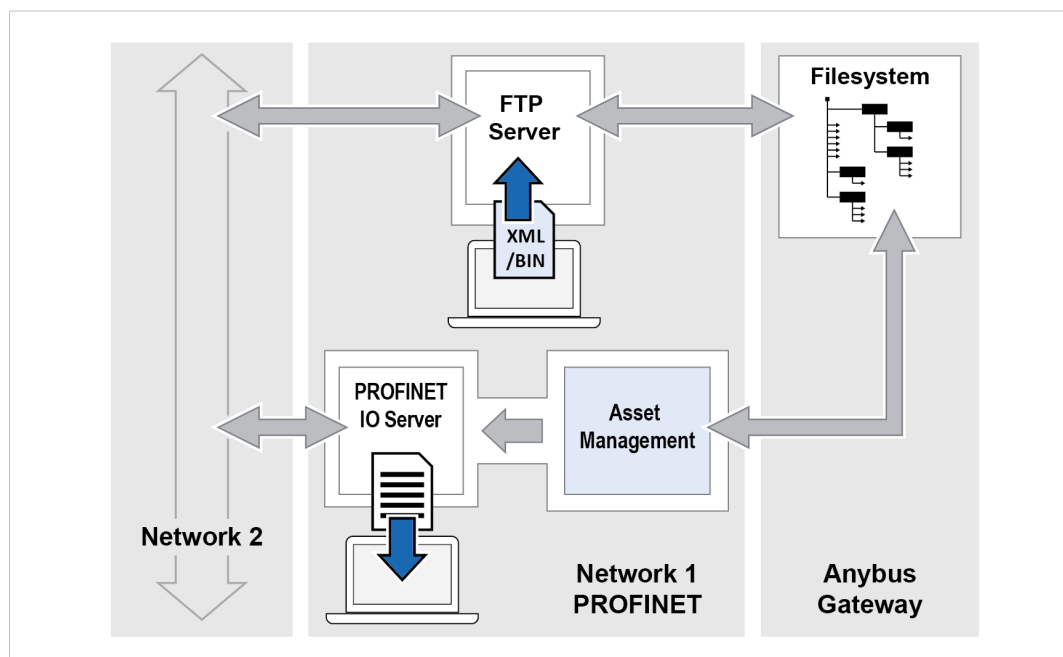 Filesystem
FTP
Server
XML
/BIN
PROFINET
IO Server
Asset
Management
Network 2
Network 1
PROFINET
Anybus
Gateway